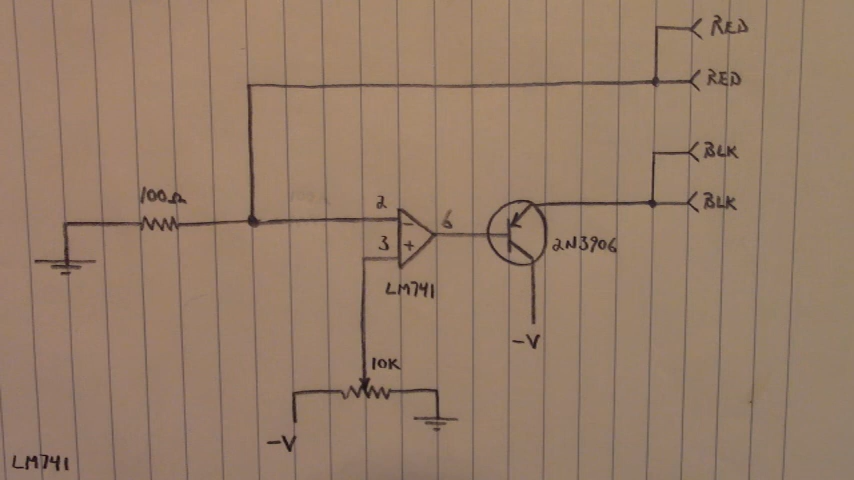 RED
RED
BLK
BLK
100Ω
2
6
3
+
-
2N3906
LM741
-V
10K
-V
LM741